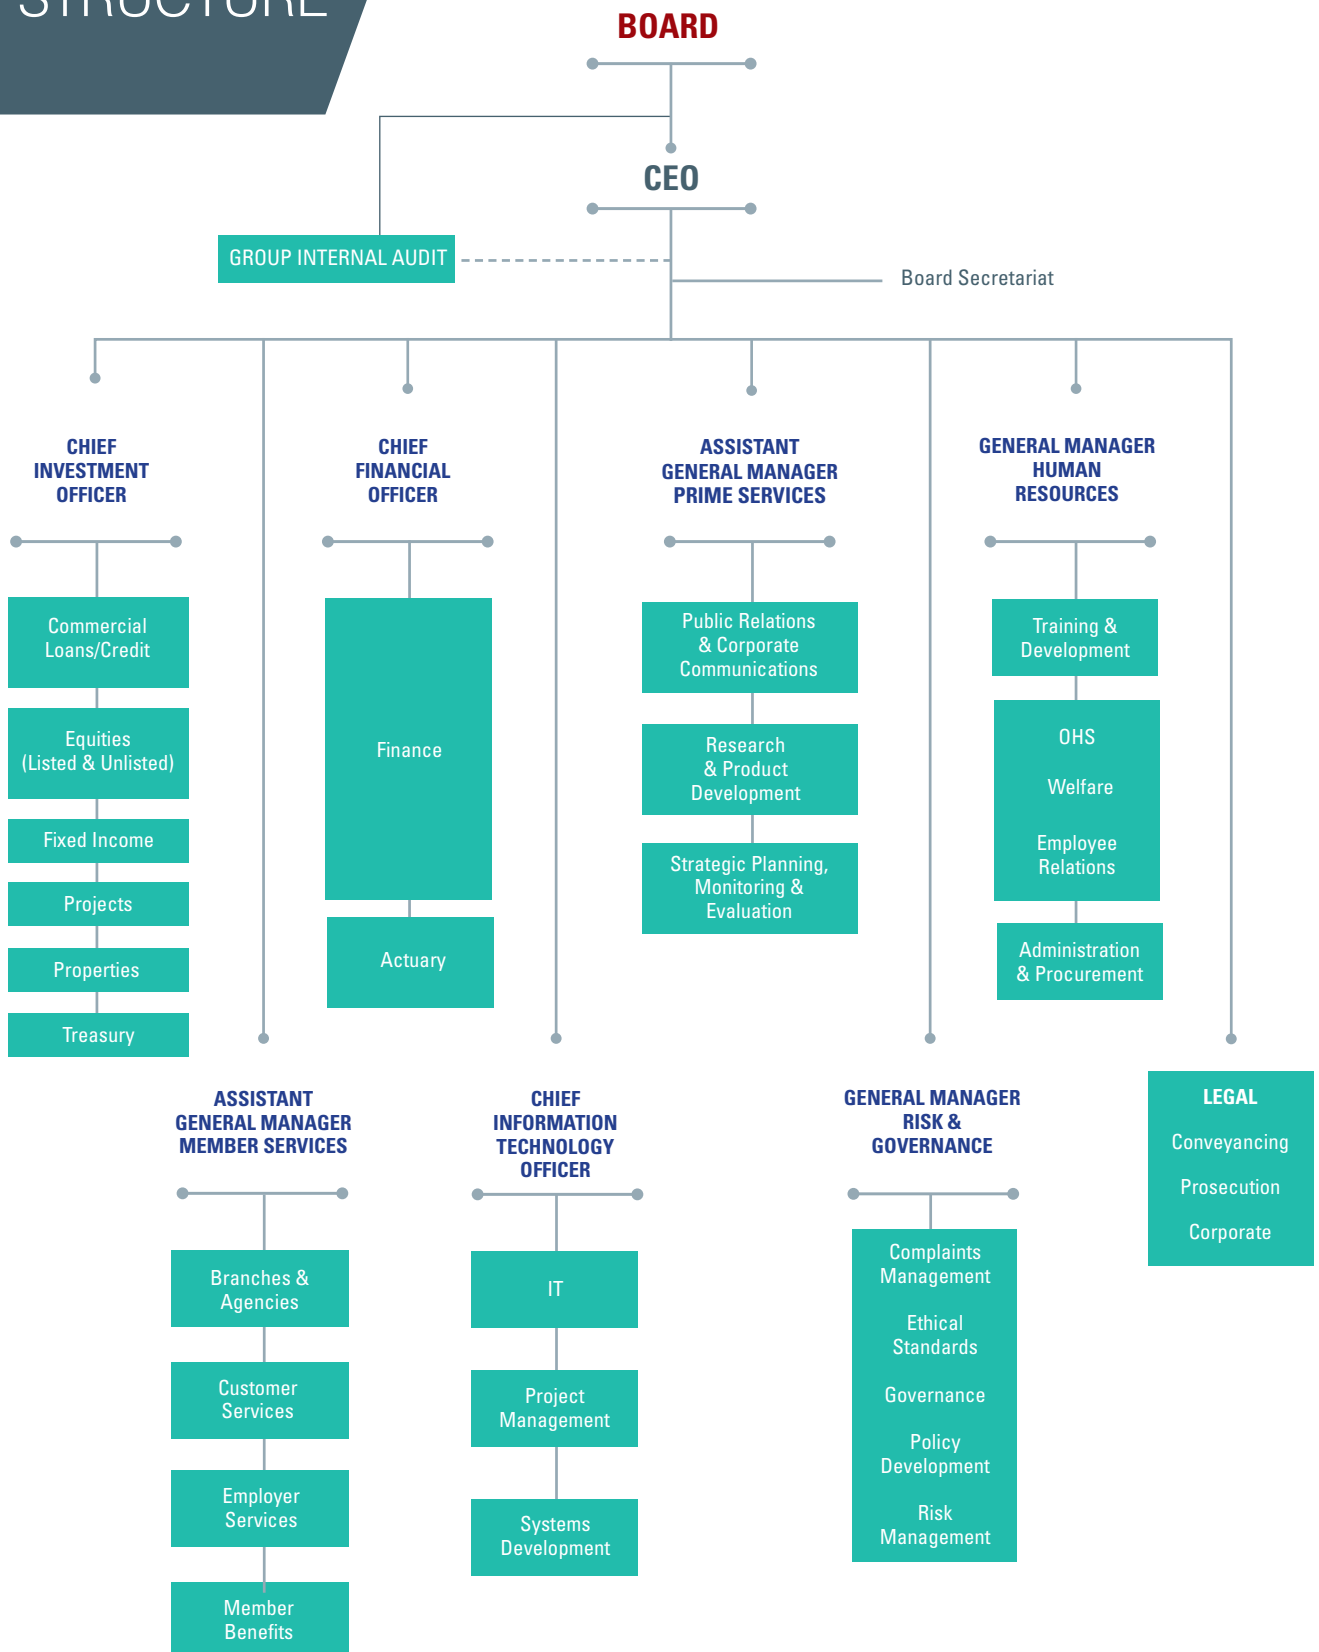 STRUCTURE
BOARD
CEO
GROUP INTERNAL AUDIT
Board Secretariat
CHIEF
INVESTMENT
OFFICER
Commercial
Loans/Credit
Equities
(Listed & Unlisted)
Fixed Income
Projects
Properties
Treasury
CHIEF
FINANCIAL
OFFICER
Finance
Actuary
ASSISTANT
GENERAL MANAGER
PRIME SERVICES
Public Relations
& Corporate
Communications
Research
& Product
Development
Strategic Planning,
Monitoring &
Evaluation
GENERAL MANAGER
HUMAN
RESOURCES
Training &
Development
OHS
Welfare
Employee
Relations
Administration
& Procurement
ASSISTANT
GENERAL MANAGER
MEMBER SERVICES
Branches &
Agencies
Customer
Services
Employer
Services
Member
Benefits
CHIEF
INFORMATION
TECHNOLOGY
OFFICER
IT
Project
Management
Systems
Development
GENERAL MANAGER
RISK &
GOVERNANCE
Complaints
Management
Ethical
Standards
Governance
Policy
Development
Risk
Management
LEGAL
Conveyancing
Prosecution
Corporate